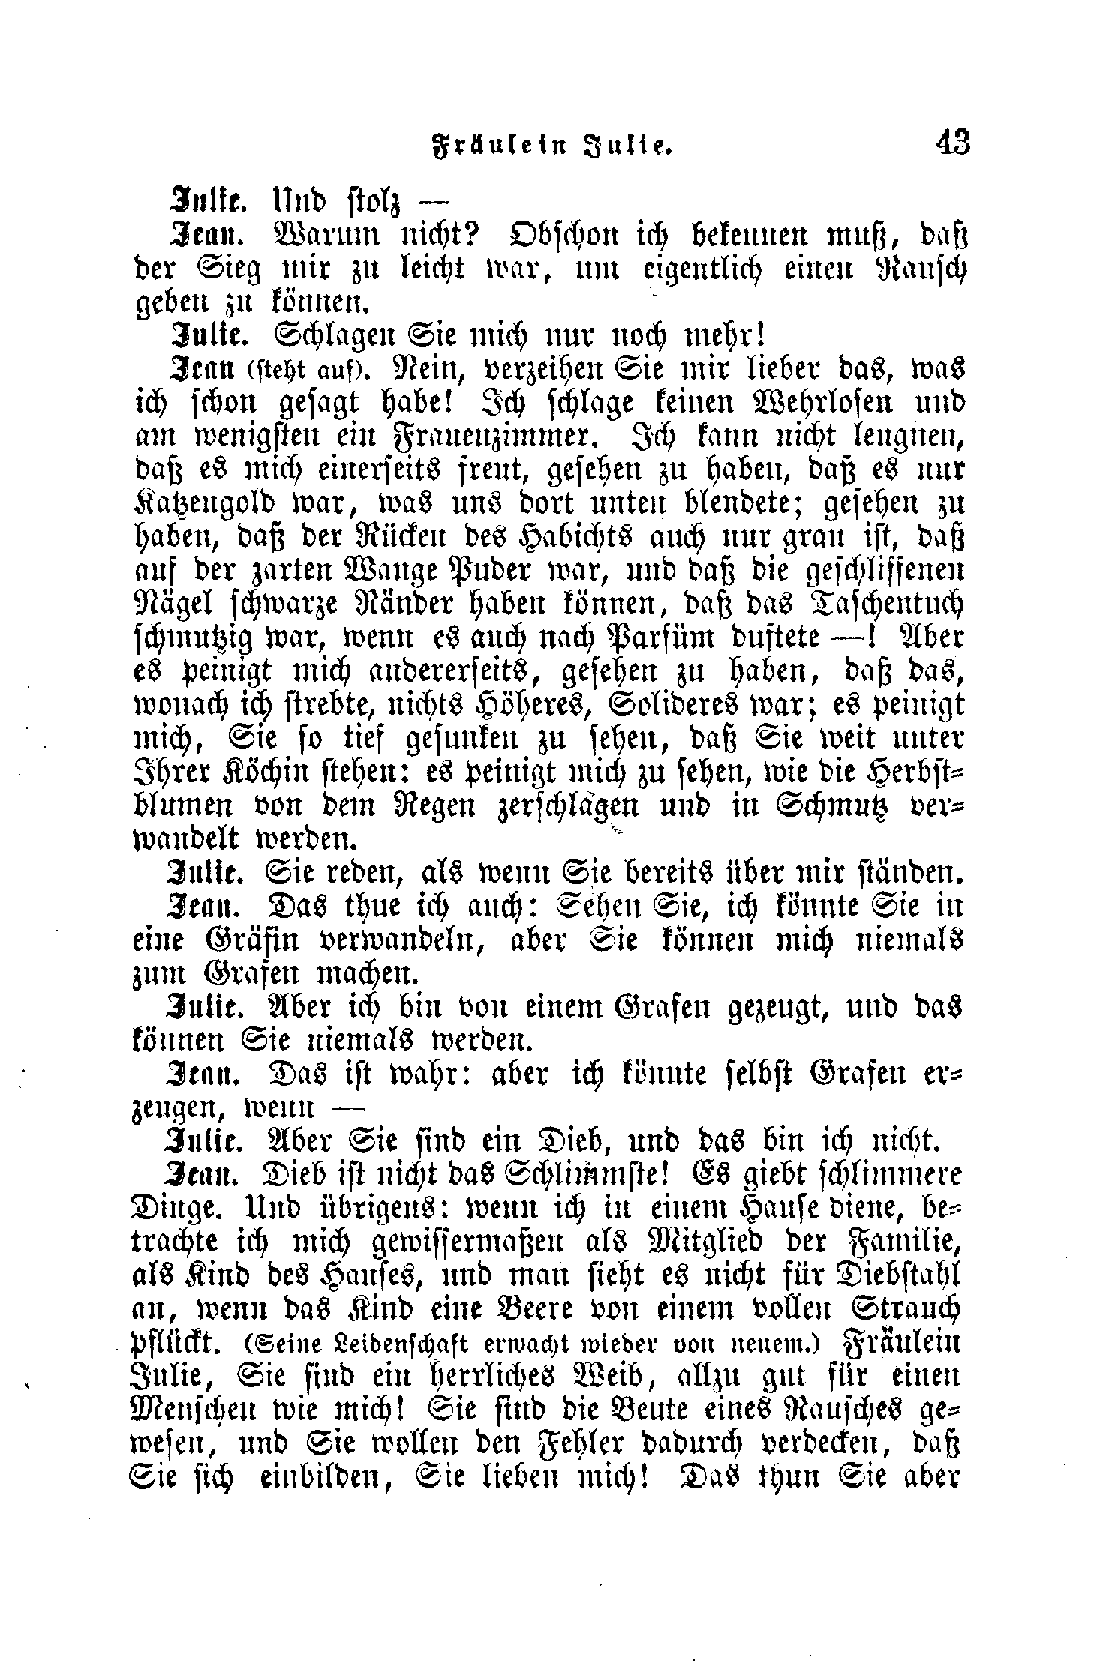 Fräulein Julie. 43
Julie. Und stolz —
Jean. Warum nicht? Obschon ich bekennen muß, daß
der Sieg mir zu leicht war, um eigentlich einen Rausch
geben zu können.
Julie. Schlagen Sie mich nur noch mehr!
Jean (steht auf). Nein, verzeihen Sie mir lieber das, was
ich schon gesagt habe! Ich schlage keinen Wehrlosen und
am wenigsten ein Frauenzimmer. Ich kann nicht leugnen,
daß es mich einerseits freut, gesehen zu haben, daß es nur
Katzengold war, was uns dort unten blendete; gesehen zu
haben, daß der Rücken des Habichts auch nur grau ist, daß
auf der zarten Wange Puder war, und daß die geschliffenen
Nägel schwarze Ränder haben können, daß das Taschentuch
schmutzig war, wenn es auch nach Parfüm duftete —! Aber
es peinigt mich andererseits, gesehen zu haben, daß das,
wonach ich strebte, nichts Höheres, Solideres war; es peinigt
mich, Sie so tief gesunken zu sehen, daß Sie weit unter
Ihrer Köchin stehen: es peinigt mich zu sehen, wie die Herbst-
blumen von dem Regen zerschlagen und in Schmutz ver-
wandelt werden.
Julie. Sie reden, als wenn Sie bereits über mir ständen.
Jean. Das thue ich auch: Sehen Sie, ich könnte Sie in
eine Gräfin verwandeln, aber Sie können mich niemals
zum Grafen machen.
Julie. Aber ich bin von einem Grafen gezeugt, und das
können Sie niemals werden.
Jean. Das ist wahr: aber ich könnte selbst Grafen er-
zeugen, wenn —
Julie. Aber Sie sind ein Dieb, und das bin ich nicht.
Jean. Dieb ist nicht das Schlimmste! Es giebt schlimmere
Dinge. Und übrigens: wenn ich in einem Hause diene, be-
trachte ich mich gewissermaßen als Mitglied der Familie,
als Kind des Hauses, und man sieht es nicht für Diebstahl
an, wenn das Kind eine Beere von einem vollen Strauch
pflückt. (Seine Leidenschaft erwacht wieder von neuem.) Fräulein
Julie, Sie sind ein herrliches Weib, allzu gut für einen
Menschen wie mich! Sie sind die Beute eines Rausches ge-
wesen, und Sie wollen den Fehler dadurch verdecken, daß
Sie sich einbilden, Sie lieben mich! Das thun Sie aber